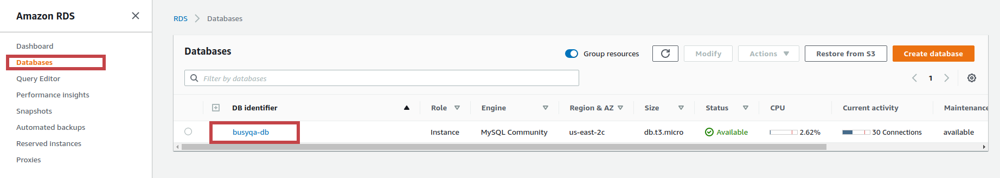 Amazon RDS
Dashboard
Databases
Query Editor
Performance insights
Snapshots
Automated backups
Reserved instances
Proxies
RDS Databases
Databases
Group resources Modify Actions Restore from S3 Create database
Filter by databases 1
DB identifier Role Engine Region & AZ Size Status CPU Current activity Maintenance
busyqa-db Instance MySQL Community us-east-2c db.t3.micro Available 2.62% 30 Connections available